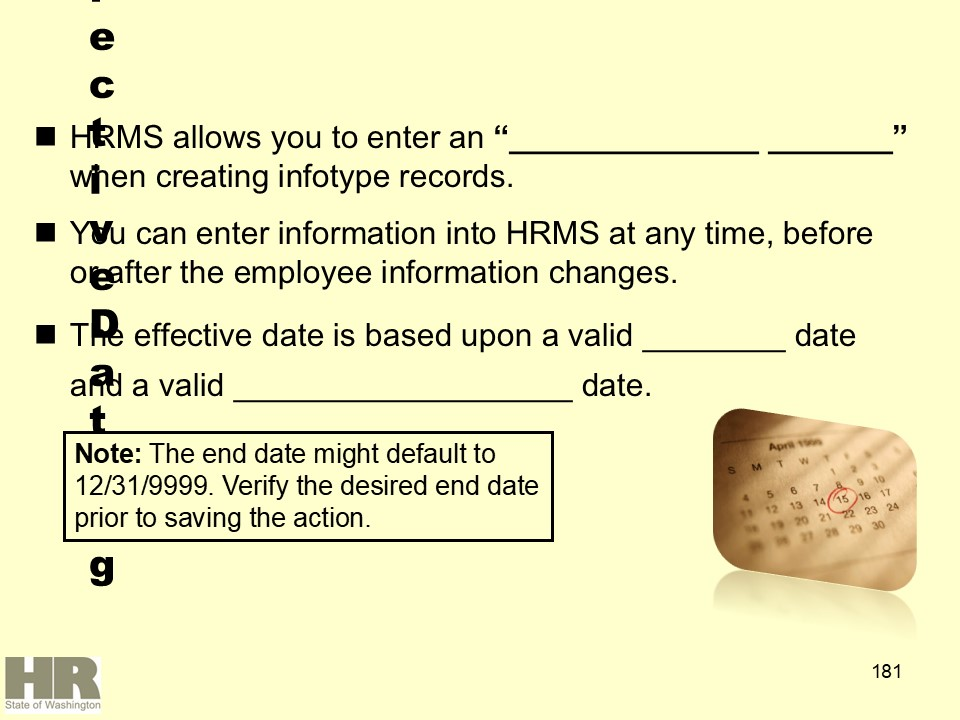 HRMS allows you to enter an “______________ _______”
when creating infotype records.
You can enter information into HRMS at any time, before
or after the employee information changes.
The effective date is based upon a valid ________ date
and a valid ___________________ date.
Note: The end date might default to
12/31/9999. Verify the desired end date
prior to saving the action.
e
c
t
i
v
e
D
a
t
g
April 1999
S M T W T F S
1 2 3
4 5 6 7 8 9 10
11 12 13 14 15 16 17
18 19 20 21 22 23 24
25 26 27 28 29 30
181
HR
State of Washington